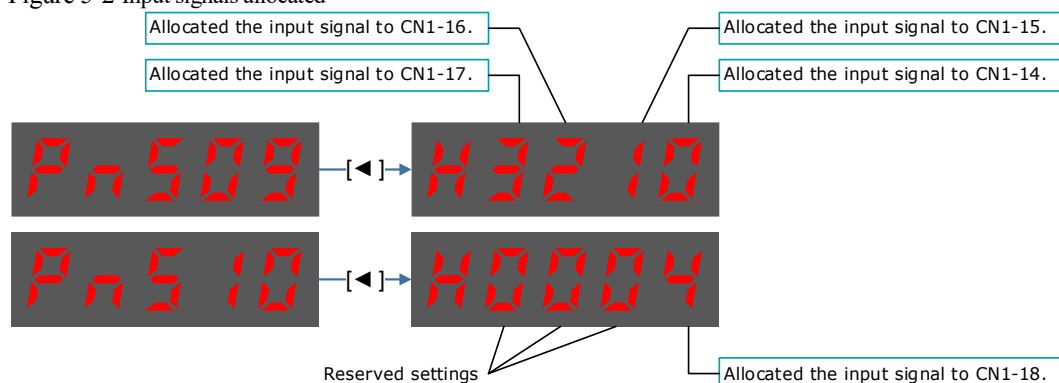 Figure 5-2 Input signals allocated
Allocated the input signal to CN1-16.
Allocated the input signal to CN1-15.
Allocated the input signal to CN1-17.
Allocated the input signal to CN1-14.
Pn509 [◄] H3210
Pn510 [◄] H0004
Reserved settings
Allocated the input signal to CN1-18.